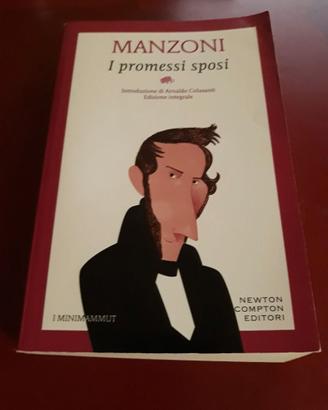 MANZONI
I promessi sposi
Introduzione di Arnaldo Colasanti
Edizione integrale
NEWTON
COMPTON
EDITORI
I MINIMAMMUT